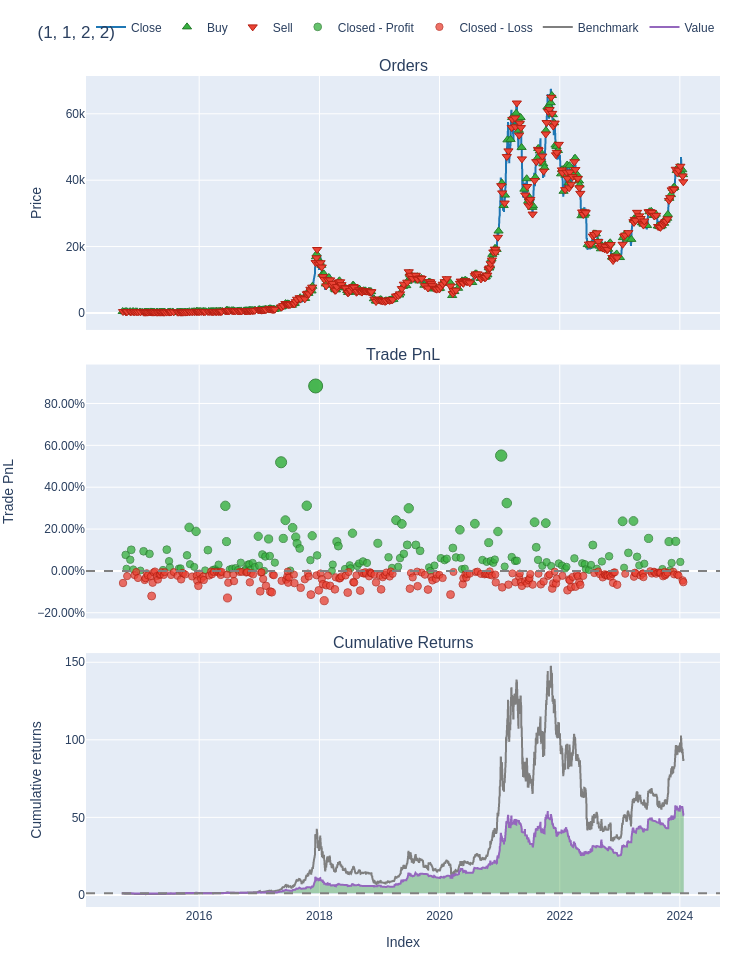 (1, 1, 2, 2)
Close Buy Sell Closed - Profit Closed - Loss Benchmark Value
Orders
Price
60k
40k
20k
0
Trade PnL
Trade PnL
80.00%
60.00%
40.00%
20.00%
0.00%
−20.00%
Cumulative Returns
Cumulative returns
150
100
50
0
2016 2018 2020 2022 2024
Index